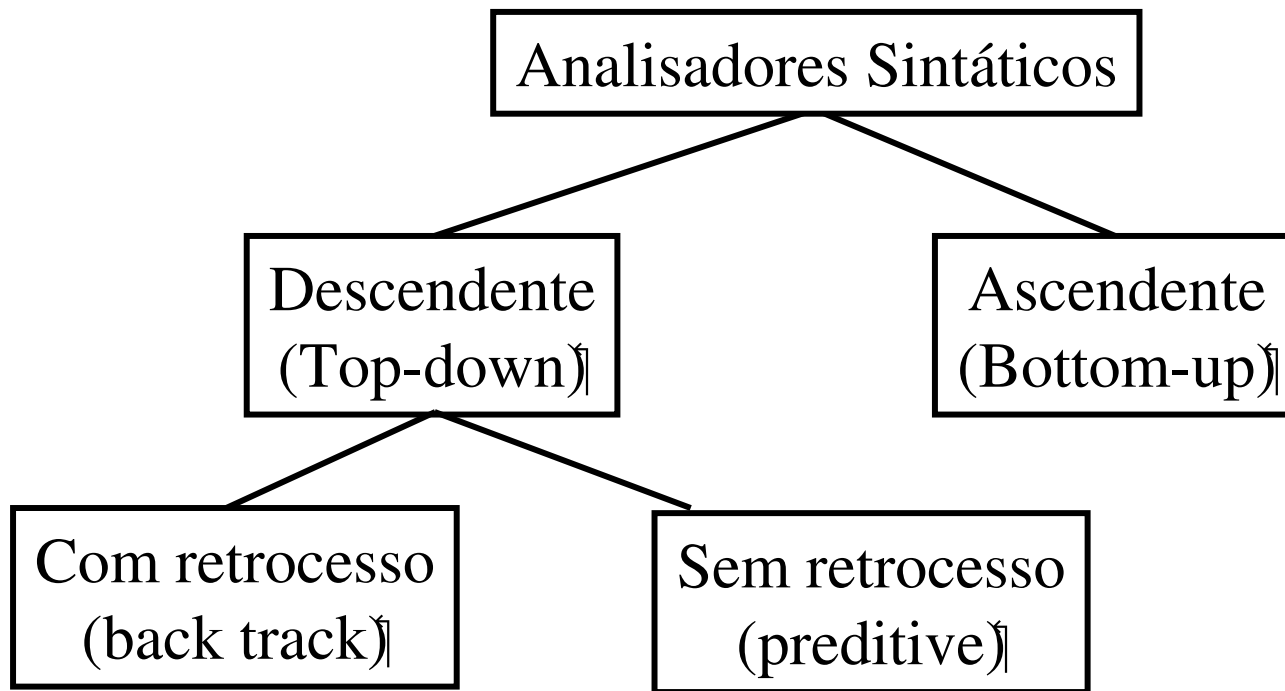 Analisadores Sintáticos
Descendente
(Top-down)
Ascendente
(Bottom-up)
Com retrocesso
(back track)
Sem retrocesso
(preditive)